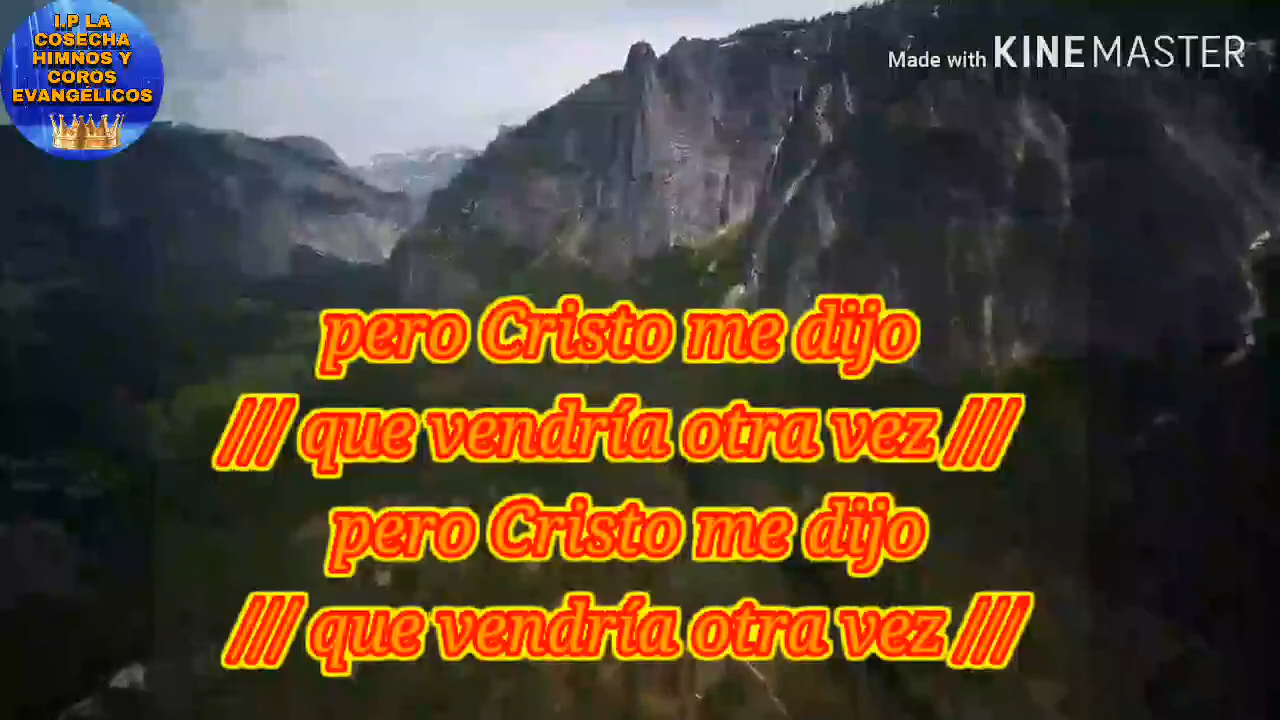 I.P LA
COSECHA
HIMNOS Y
COROS
EVANGÉLICOS
Made with KINEMASTER
pero Cristo me dijo
/// que vendría otra vez ///
pero Cristo me dijo
/// que vendría otra vez ///